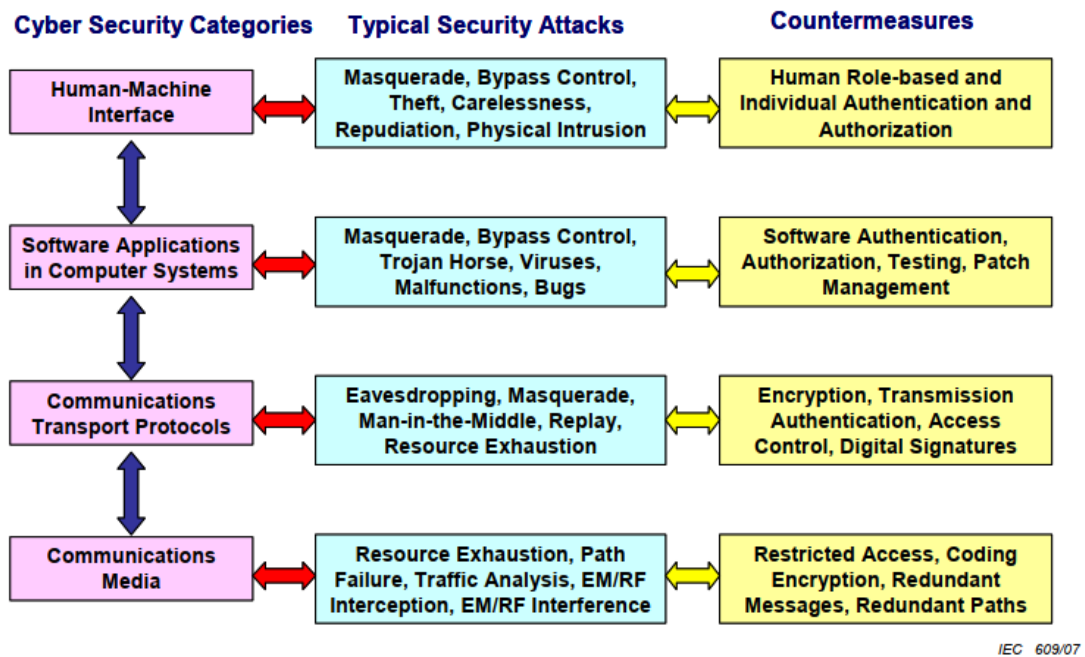 Cyber Security Categories
Typical Security Attacks
Countermeasures
Human-Machine
Interface
Masquerade, Bypass Control,
Theft, Carelessness,
Repudiation, Physical Intrusion
Human Role-based and
Individual Authentication and
Authorization
Software Applications
in Computer Systems
Masquerade, Bypass Control,
Trojan Horse, Viruses,
Malfunctions, Bugs
Software Authentication,
Authorization, Testing, Patch
Management
Communications
Transport Protocols
Eavesdropping, Masquerade,
Man-in-the-Middle, Replay,
Resource Exhaustion
Encryption, Transmission
Authentication, Access
Control, Digital Signatures
Communications
Media
Resource Exhaustion, Path
Failure, Traffic Analysis, EM/RF
Interception, EM/RF Interference
Restricted Access, Coding
Encryption, Redundant
Messages, Redundant Paths
IEC 609/07